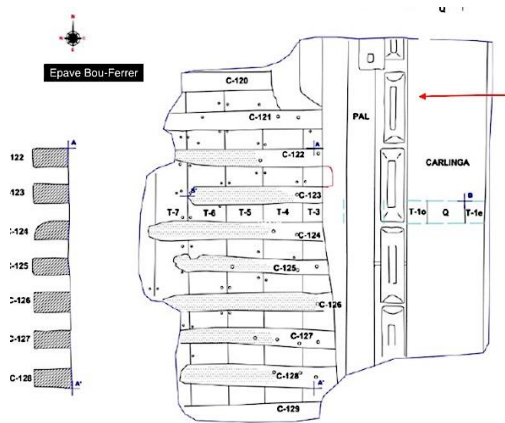 Q
N
Epave Bou-Ferrer
C-120
C-121
C-122
A
C-123
A'
T-7 T-6 T-5 T-4 T-3
C-124
C-125
C-126
C-127
C-128
A'
C-129
PAL
CARLINGA
B
T-1o Q T-1e
A
122
123
C-124
C-125
C-126
C-127
C-128
A'